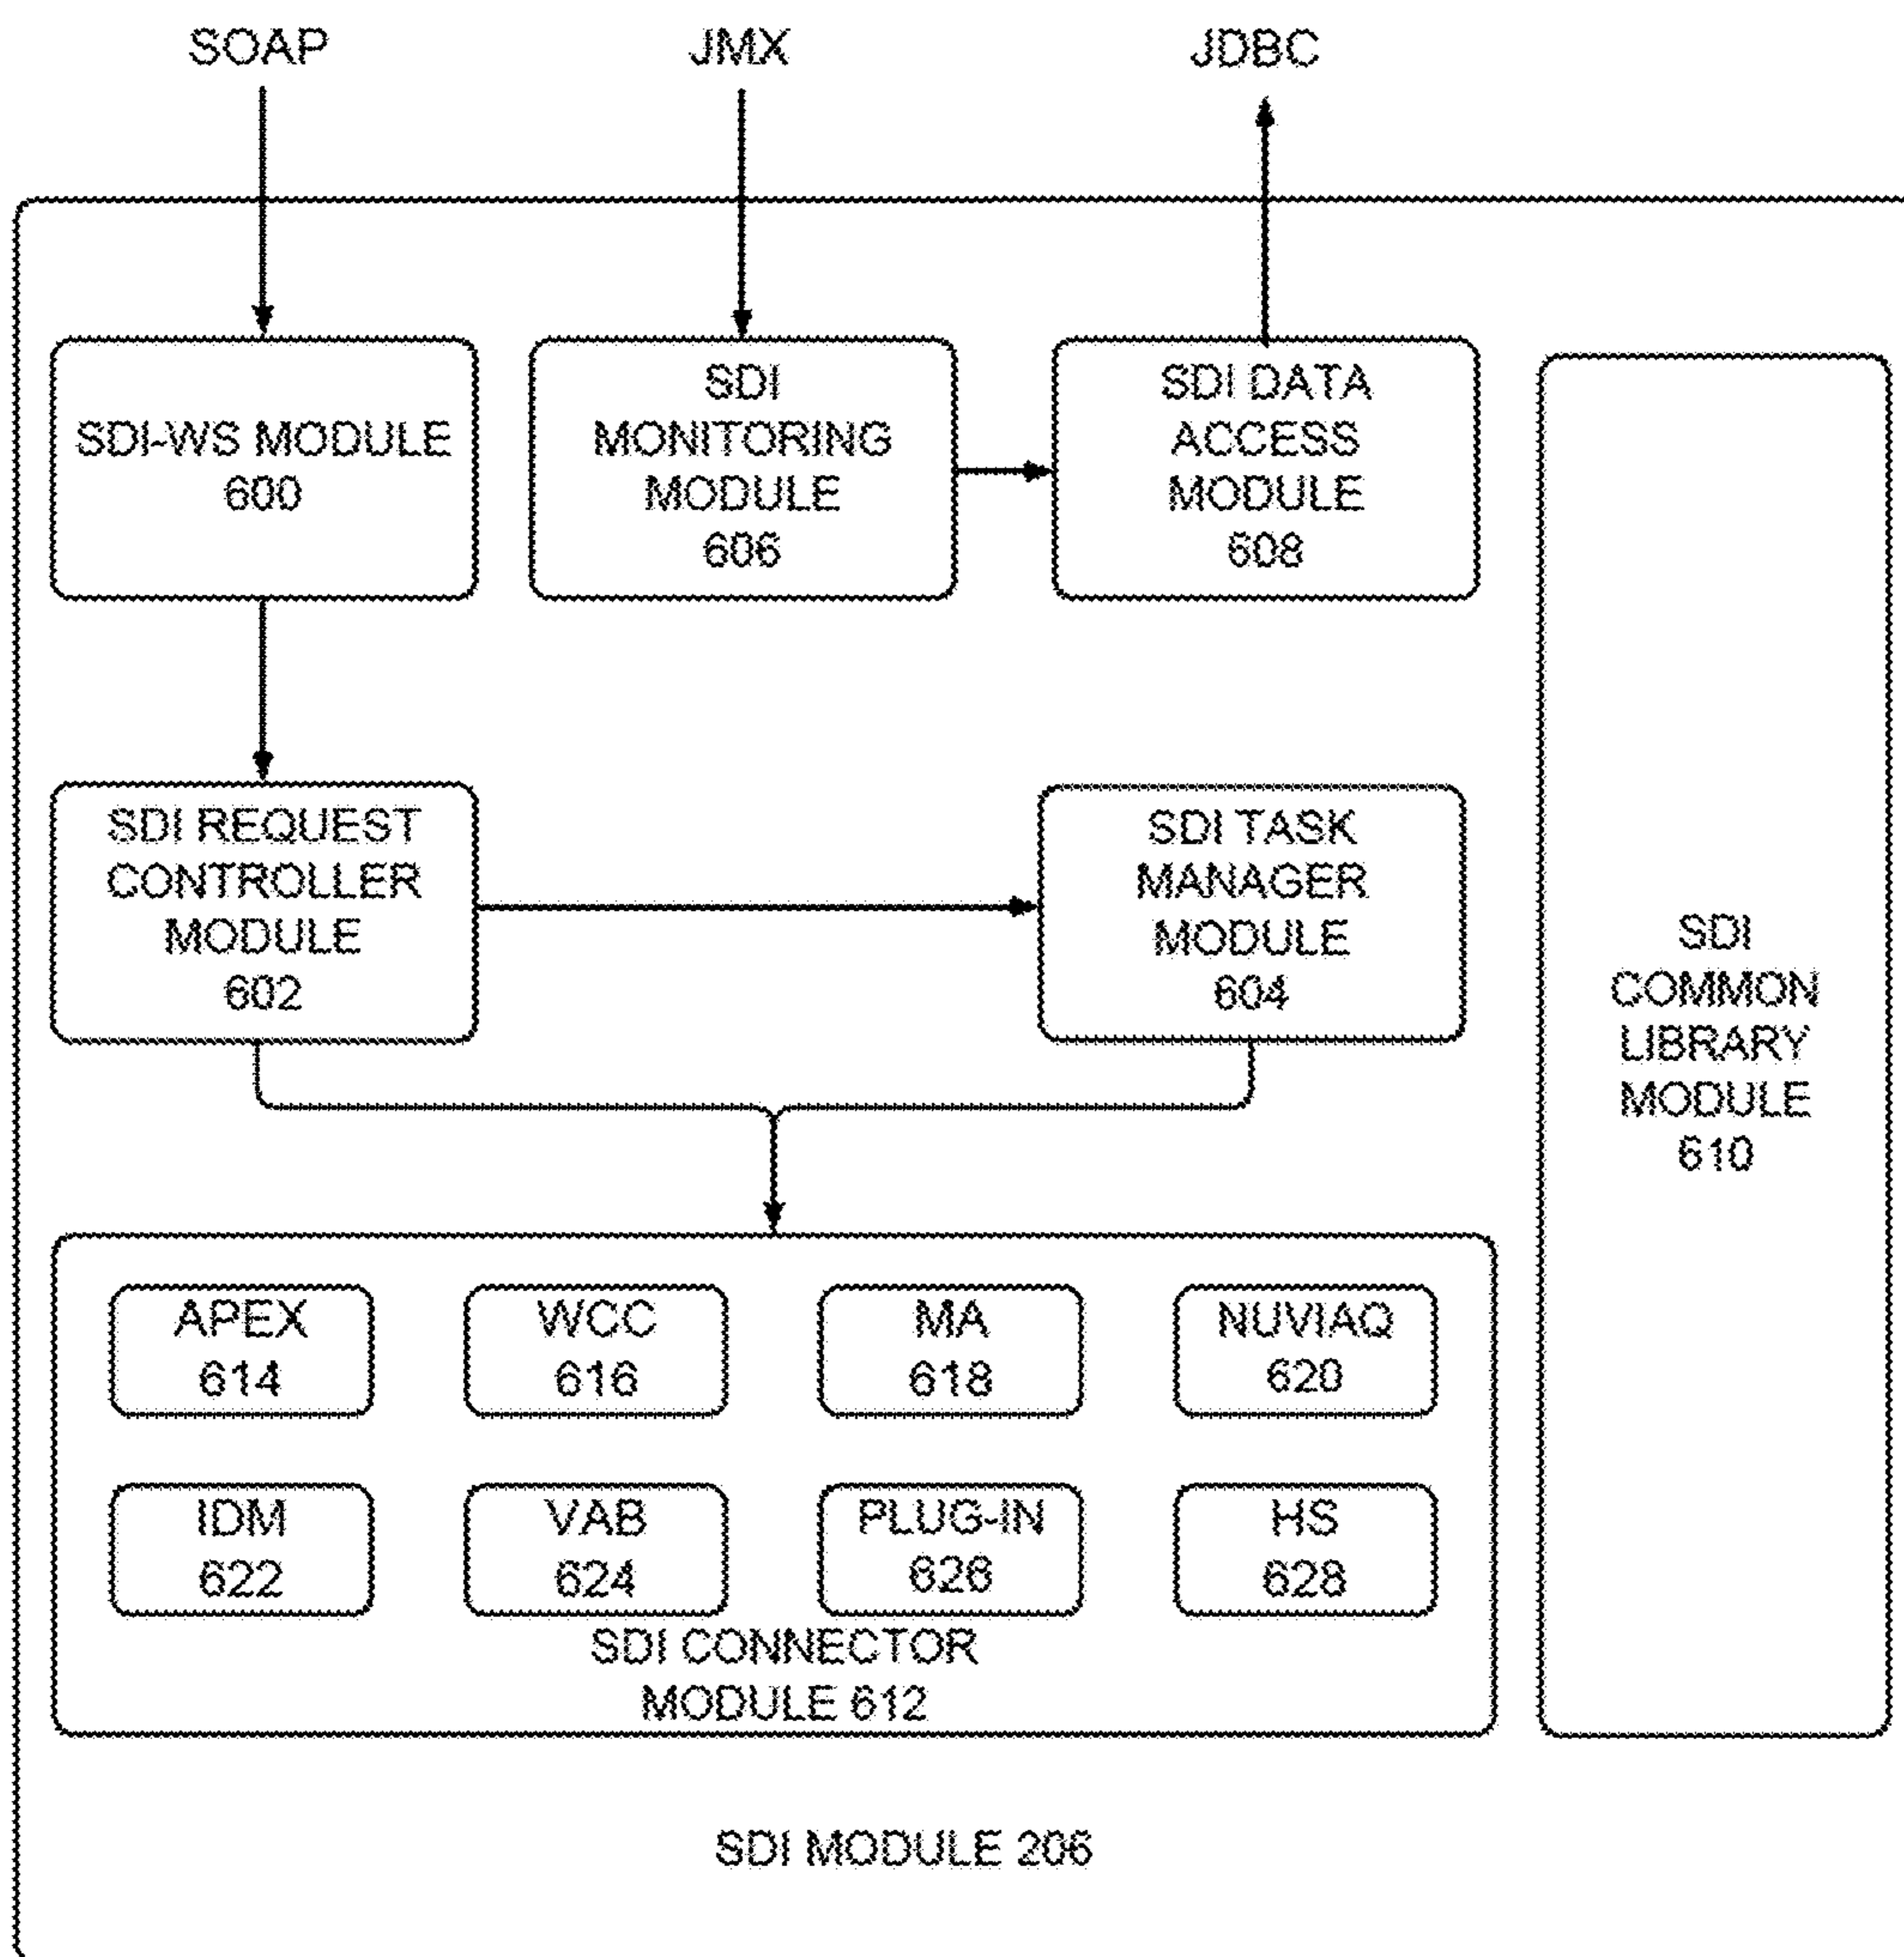 SOAP
JMX
JDBC
SDI-WS MODULE
600
SDI
MONITORING
MODULE
606
SDI DATA
ACCESS
MODULE
608
SDI REQUEST
CONTROLLER
MODULE
602
SDI TASK
MANAGER
MODULE
604
SDI
COMMON
LIBRARY
MODULE
610
APEX
614
WCC
616
MA
618
NUVIAQ
620
IDM
622
VAB
624
PLUG-IN
626
HS
628
SDI CONNECTOR
MODULE 612
SDI MODULE 206